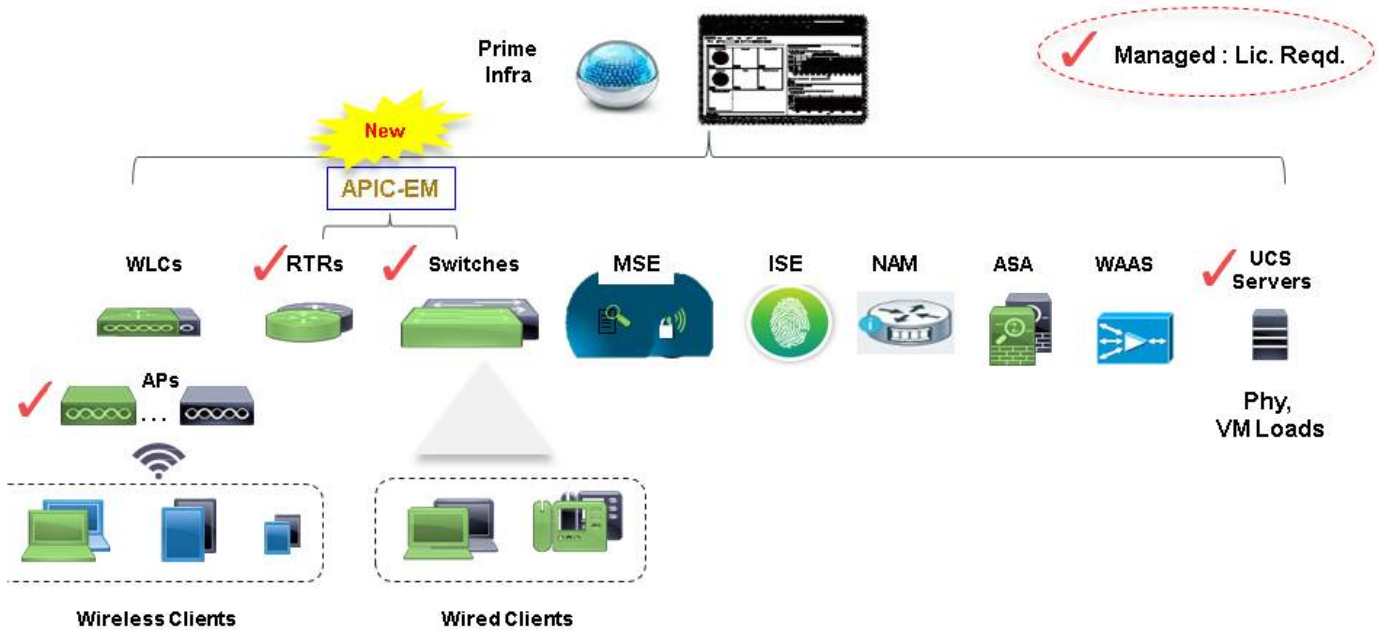 Prime
Infra
Managed : Lic. Reqd.
New
APIC-EM
WLCs
RTRs
Switches
MSE
ISE
NAM
ASA
WAAS
UCS
Servers
APs
...
Phy,
VM Loads
Wireless Clients
Wired Clients